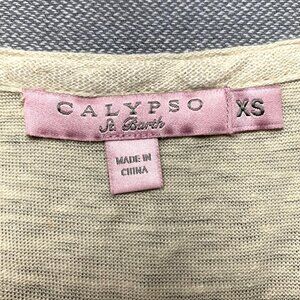 CALYPSO
St. Barth
XS
MADE IN
CHINA